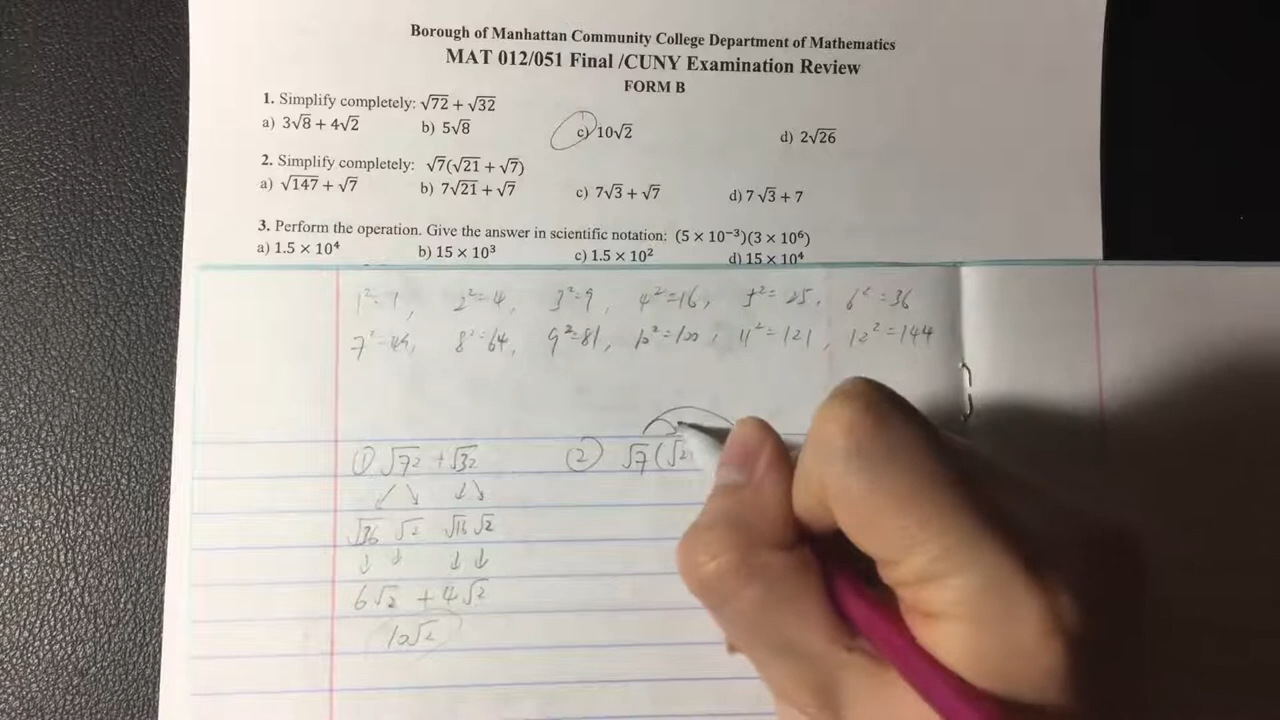 Borough of Manhattan Community College Department of Mathematics
MAT 012/051 Final /CUNY Examination Review
FORM B
1. Simplify completely: √72 + √32
a) 3√8 + 4√2 b) 5√8 c) 10√2 d) 2√26
2. Simplify completely: √7(√21 + √7)
a) √147 + √7 b) 7√21 + √7 c) 7√3 + √7 d) 7 √3 + 7
3. Perform the operation. Give the answer in scientific notation: (5 × 10⁻³)(3 × 10⁶)
a) 1.5 × 10⁴ b) 15 × 10³ c) 1.5 × 10² d) 15 × 10⁴
1²=1, 2²=4, 3²=9, 4²=16, 5²=25, 6²=36
7²=49, 8²=64, 9²=81, 10²=100, 11²=121, 12²=144
① √72 + √32 ② √7(√21
√36 √2 √16 √2
6√2 + 4√2
10√2